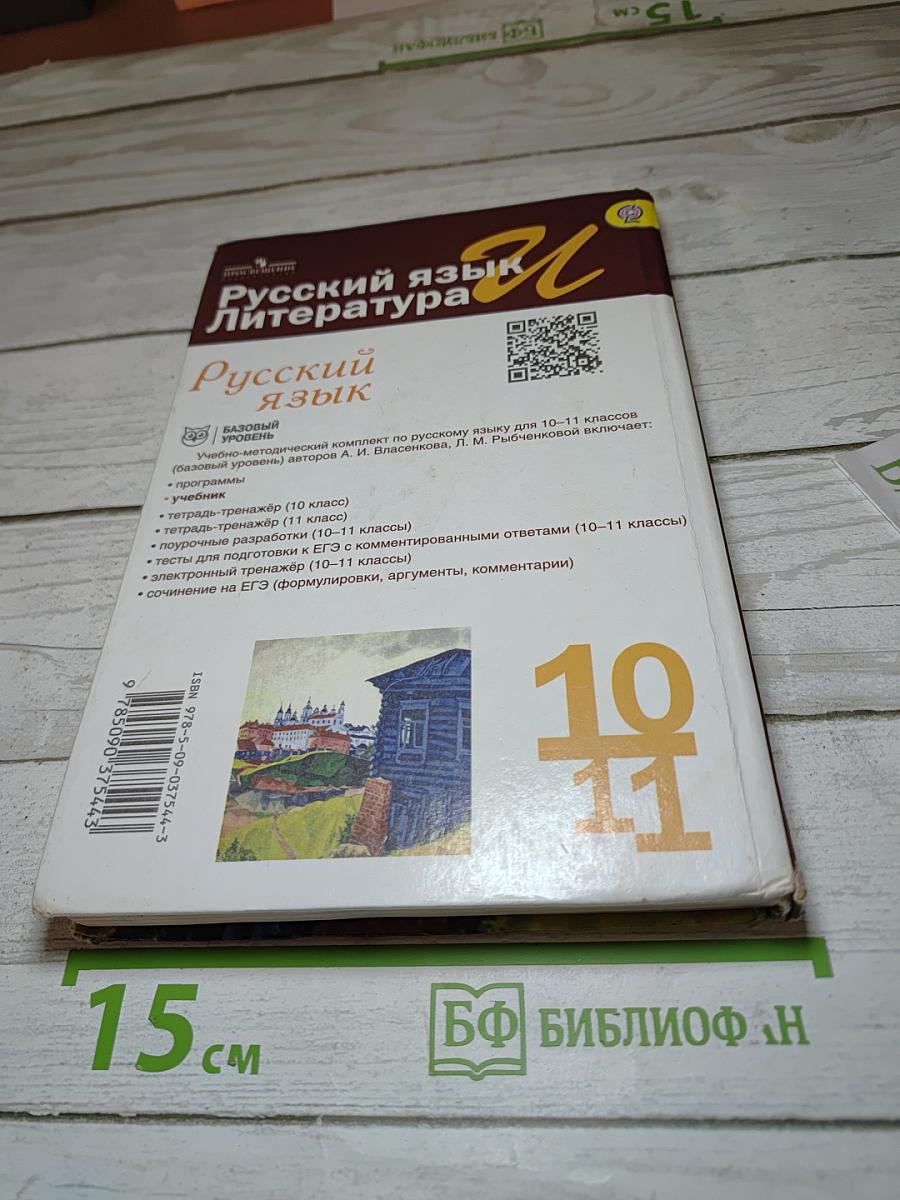 15 см
БФ БИБЛИОФАН
ПРОСВЕЩЕНИЕ
Русский язык И
Литература
Русский
язык
БАЗОВЫЙ
УРОВЕНЬ
Учебно-методический комплект по русскому языку для 10–11 классов
(базовый уровень) авторов А. И. Власенкова, Л. М. Рыбченковой включает:
• программы
• учебник
• тетрадь-тренажёр (10 класс)
• тетрадь-тренажёр (11 класс)
• поурочные разработки (10–11 классы)
• тесты для подготовки к ЕГЭ с комментированными ответами (10–11 классы)
• электронный тренажёр (10–11 классы)
• сочинение на ЕГЭ (формулировки, аргументы, комментарии)
ISBN 978-5-09-037544-3
9 785090 375443
10
11
15 см
БФ БИБЛИОФ АН